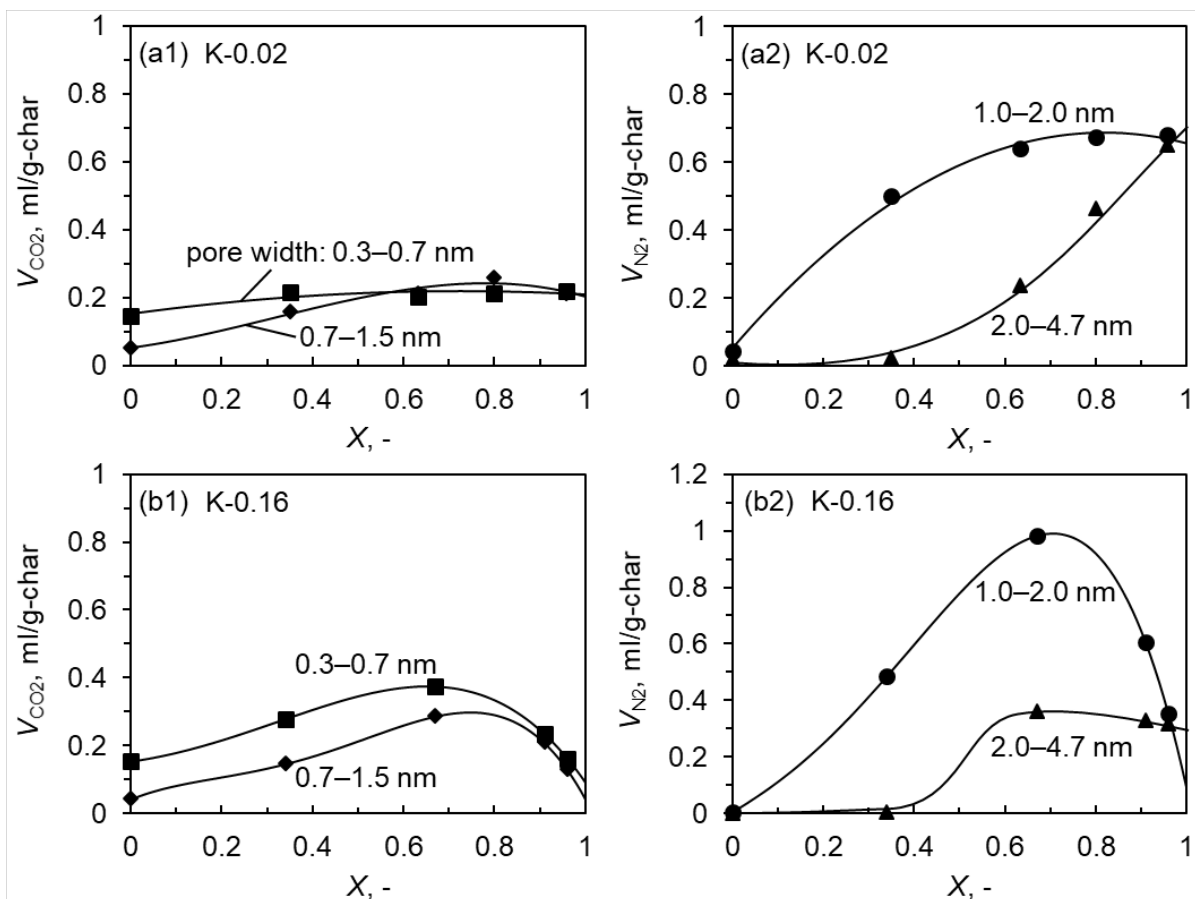 (a1) K-0.02
1
0.8
0.6
0.4
0.2
0
V_CO2, ml/g-char
pore width: 0.3–0.7 nm
0.7–1.5 nm
0 0.2 0.4 0.6 0.8 1
X, -
(a2) K-0.02
1
0.8
0.6
0.4
0.2
0
V_N2, ml/g-char
1.0–2.0 nm
2.0–4.7 nm
0 0.2 0.4 0.6 0.8 1
X, -
(b1) K-0.16
1
0.8
0.6
0.4
0.2
0
V_CO2, ml/g-char
0.3–0.7 nm
0.7–1.5 nm
0 0.2 0.4 0.6 0.8 1
X, -
(b2) K-0.16
1.2
1
0.8
0.6
0.4
0.2
0
V_N2, ml/g-char
1.0–2.0 nm
2.0–4.7 nm
0 0.2 0.4 0.6 0.8 1
X, -